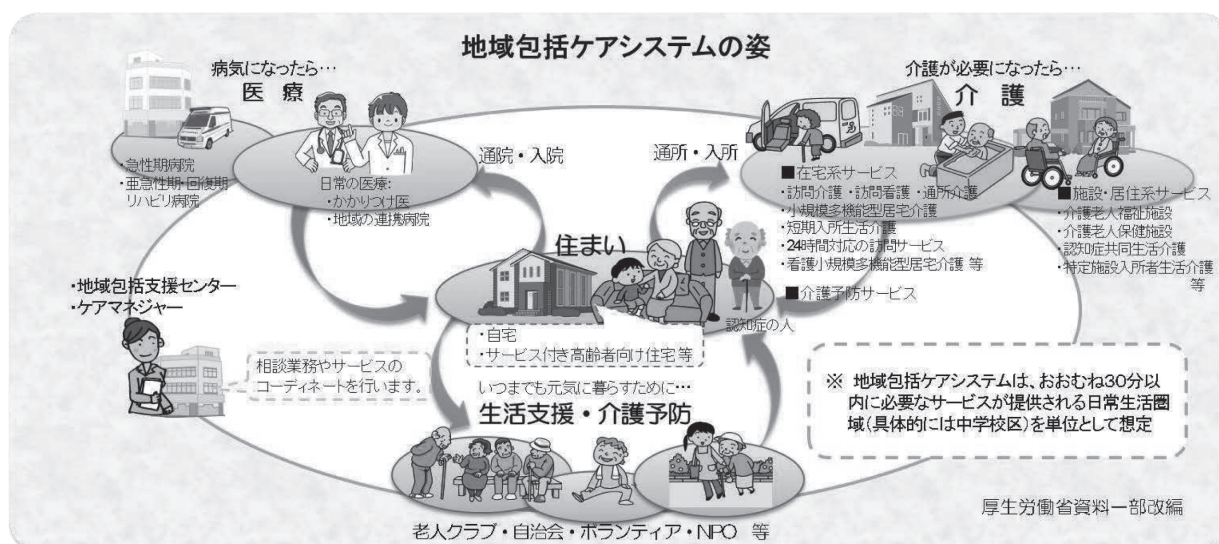 地域包括ケアシステムの姿
病気になったら…
医療
・急性期病院
・亜急性期・回復期
リハビリ病院
日常の医療:
・かかりつけ医
・地域の連携病院
通院・入院
通所・入所
介護が必要になったら…
介護
■在宅系サービス
・訪問介護・訪問看護・通所介護
・小規模多機能型居宅介護
・短期入所生活介護
・24時間対応の訪問サービス
・看護小規模多機能型居宅介護 等
■介護予防サービス
■施設・居住系サービス
・介護老人福祉施設
・介護老人保健施設
・認知症共同生活介護
・特定施設入所者生活介護
等
住まい
・自宅
・サービス付き高齢者向け住宅 等
認知症の人
・地域包括支援センター
・ケアマネジャー
相談業務やサービスの
コーディネートを行います。
いつまでも元気に暮らすために…
生活支援・介護予防
老人クラブ・自治会・ボランティア・NPO 等
※ 地域包括ケアシステムは、おおむね30分以
内に必要なサービスが提供される日常生活圏
域(具体的には中学校区)を単位として想定
厚生労働省資料一部改編